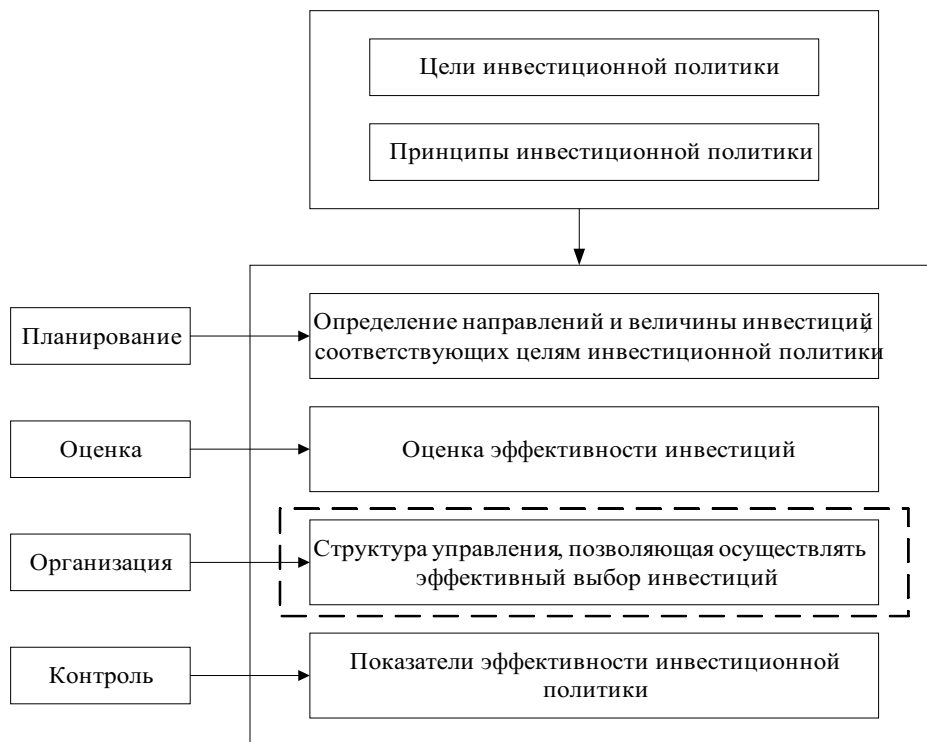 Цели инвестиционной политики
Принципы инвестиционной политики
Планирование
Определение направлений и величины инвестиций,
соответствующих целям инвестиционной политики
Оценка
Оценка эффективности инвестиций
Организация
Структура управления, позволяющая осуществлять
эффективный выбор инвестиций
Контроль
Показатели эффективности инвестиционной
политики